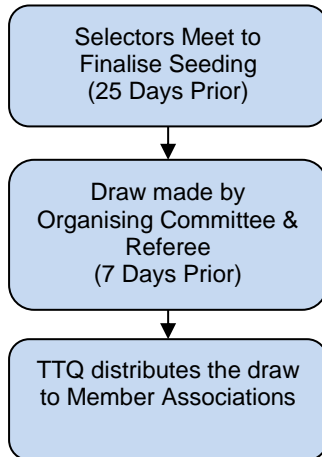 Selectors Meet to
Finalise Seeding
(25 Days Prior)
Draw made by
Organising Committee &
Referee
(7 Days Prior)
TTQ distributes the draw
to Member Associations